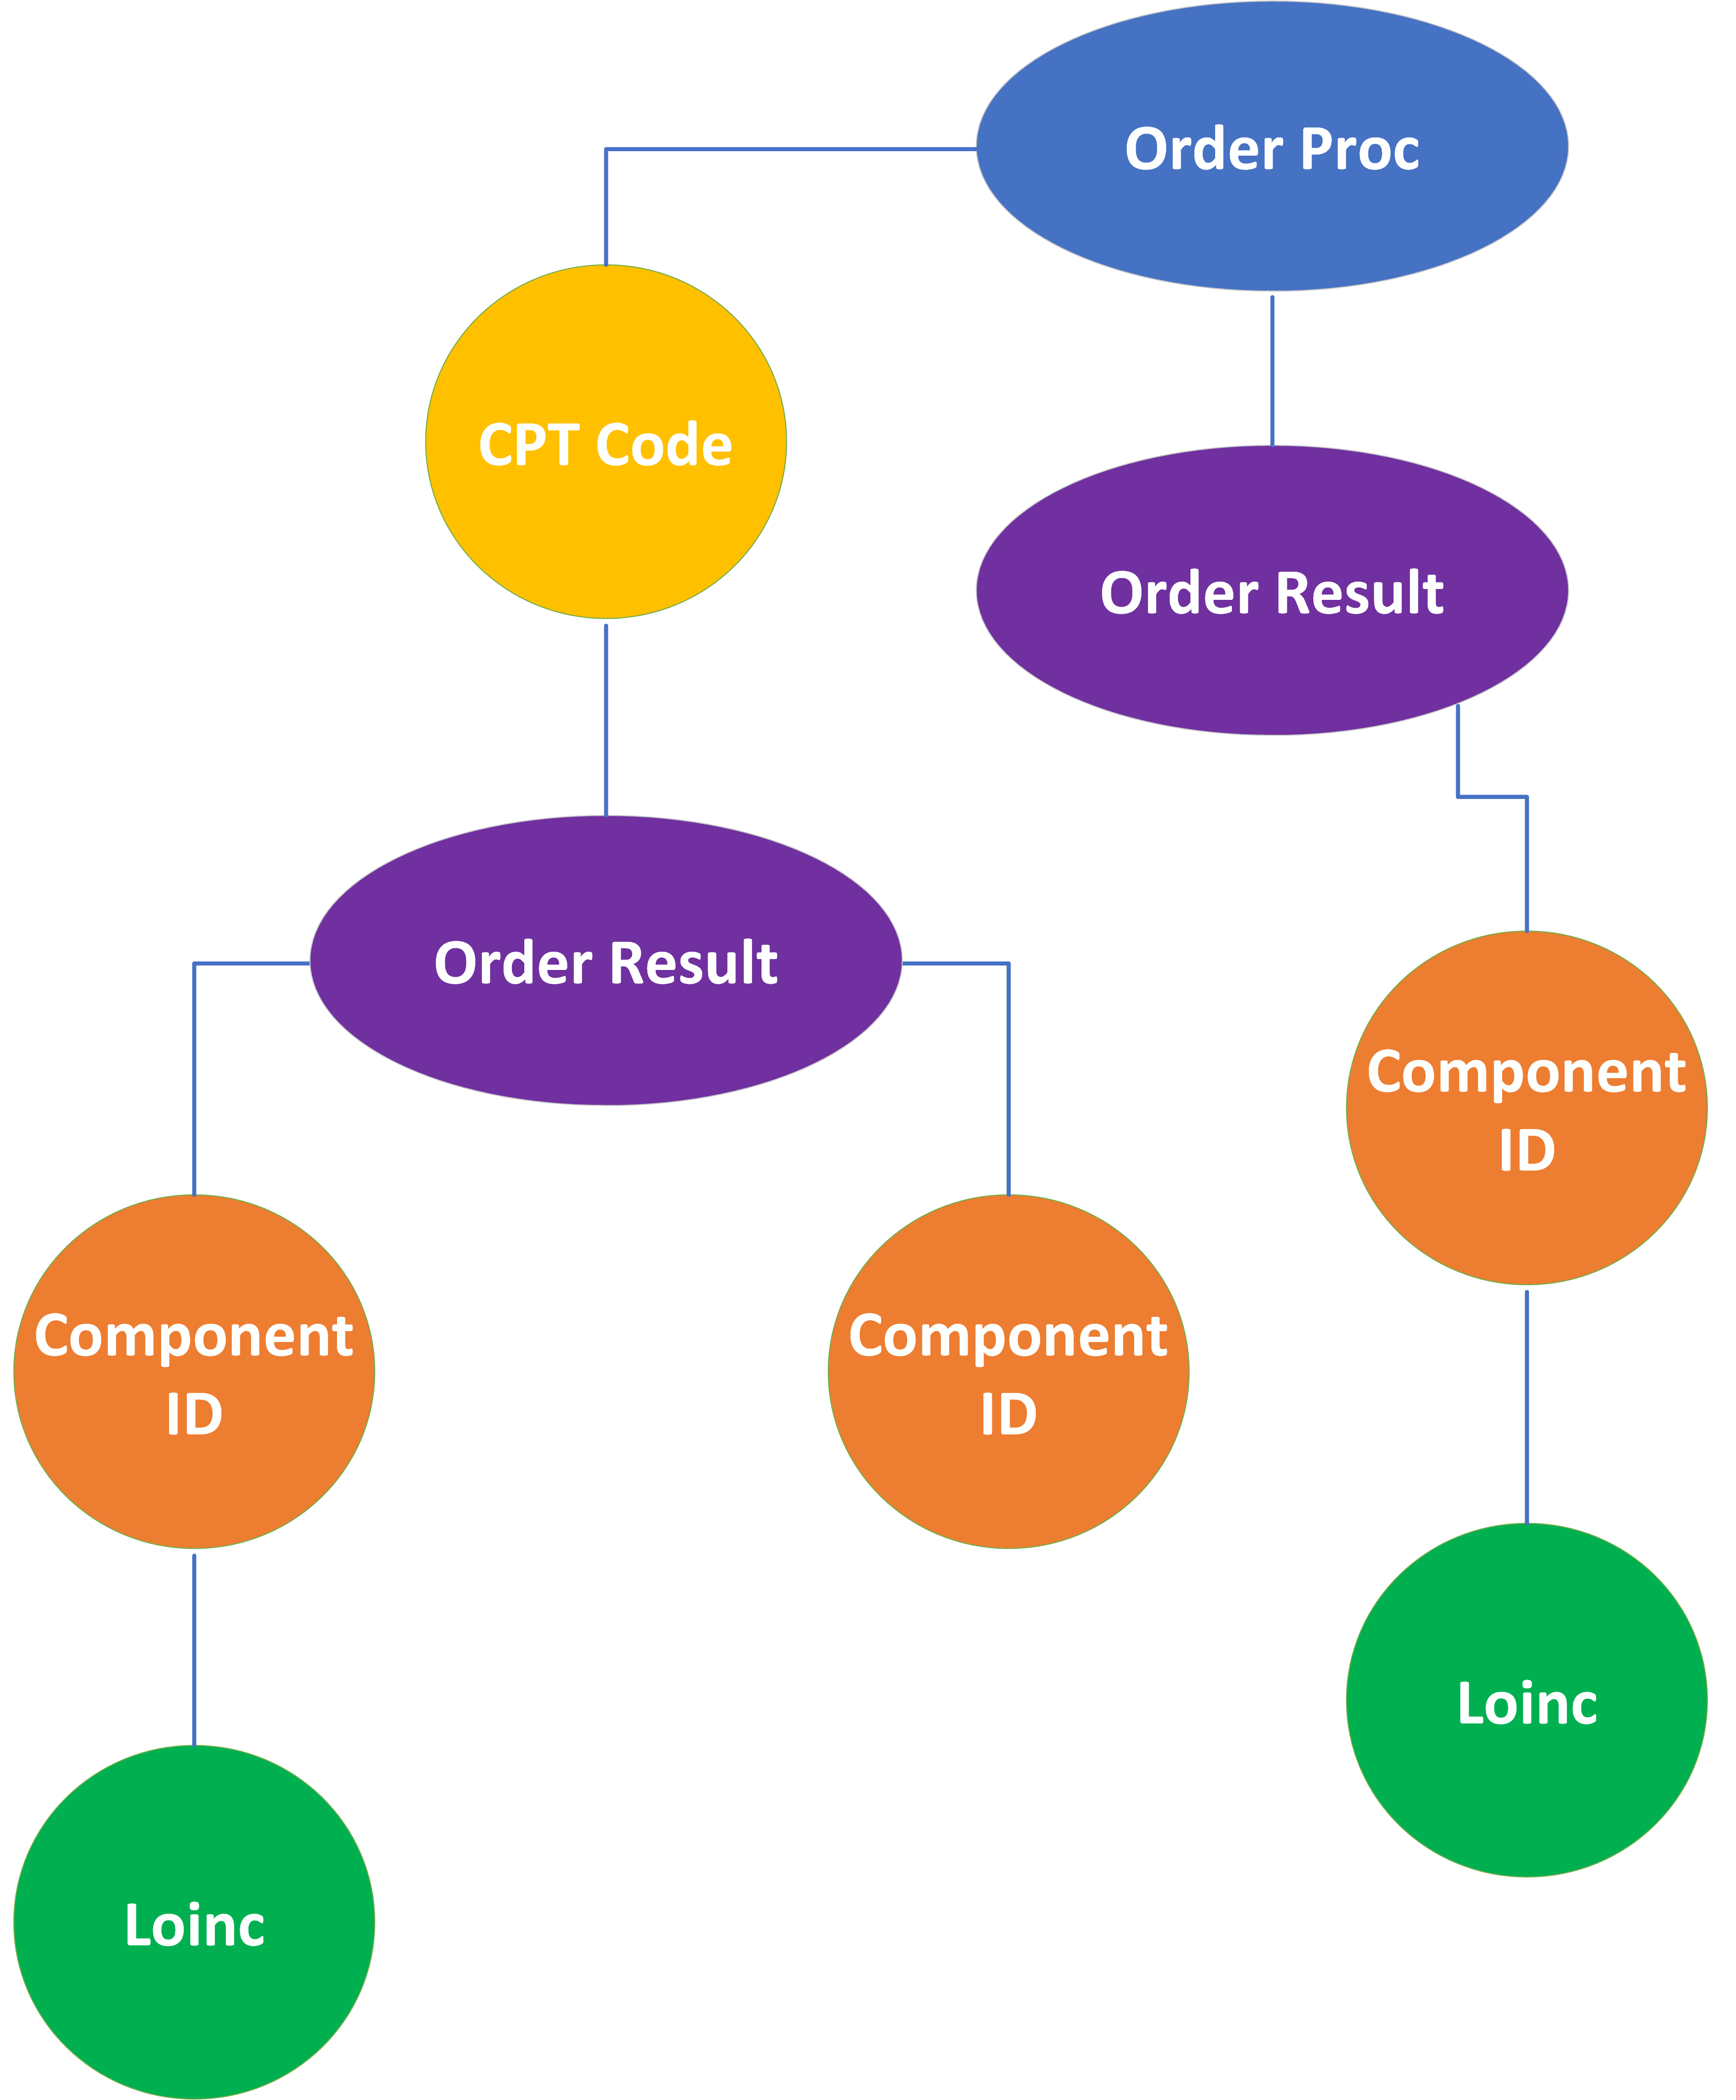 Order Proc
CPT Code
Order Result
Order Result
Component
ID
Component
ID
Component
ID
Loinc
Loinc